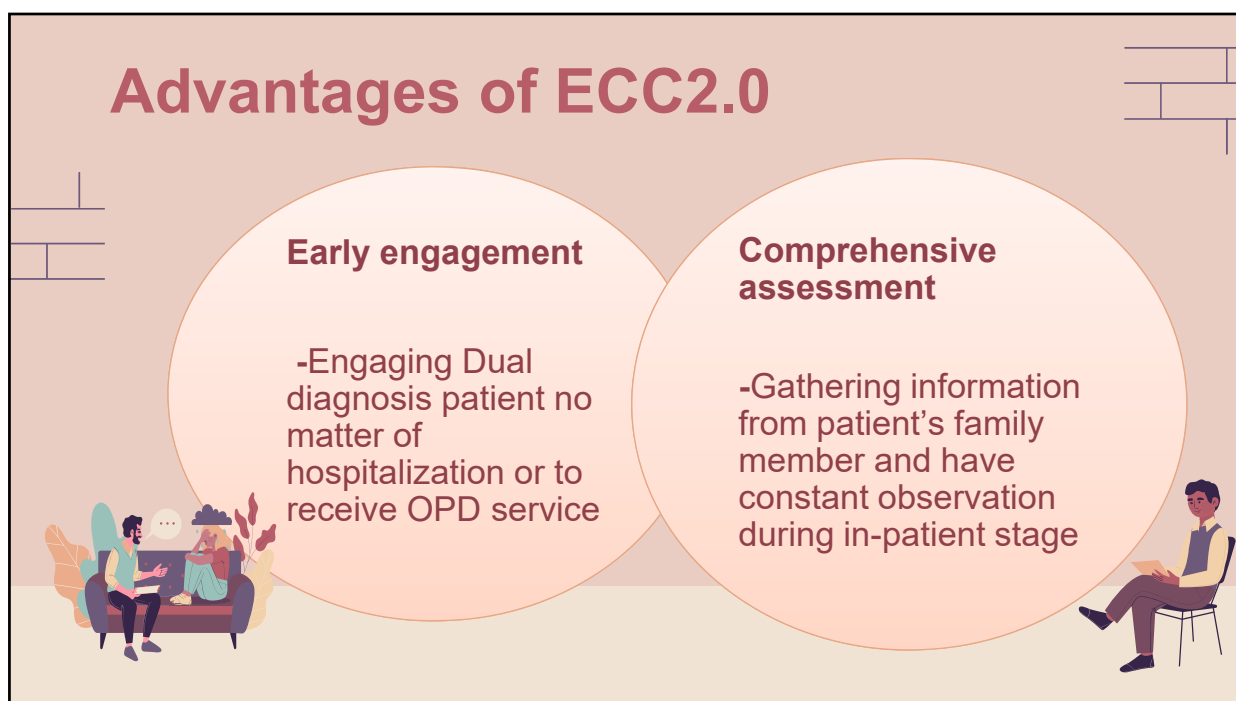 Advantages of ECC2.0
Early engagement
-Engaging Dual
diagnosis patient no
matter of
hospitalization or to
receive OPD service
Comprehensive
assessment
-Gathering information
from patient’s family
member and have
constant observation
during in-patient stage